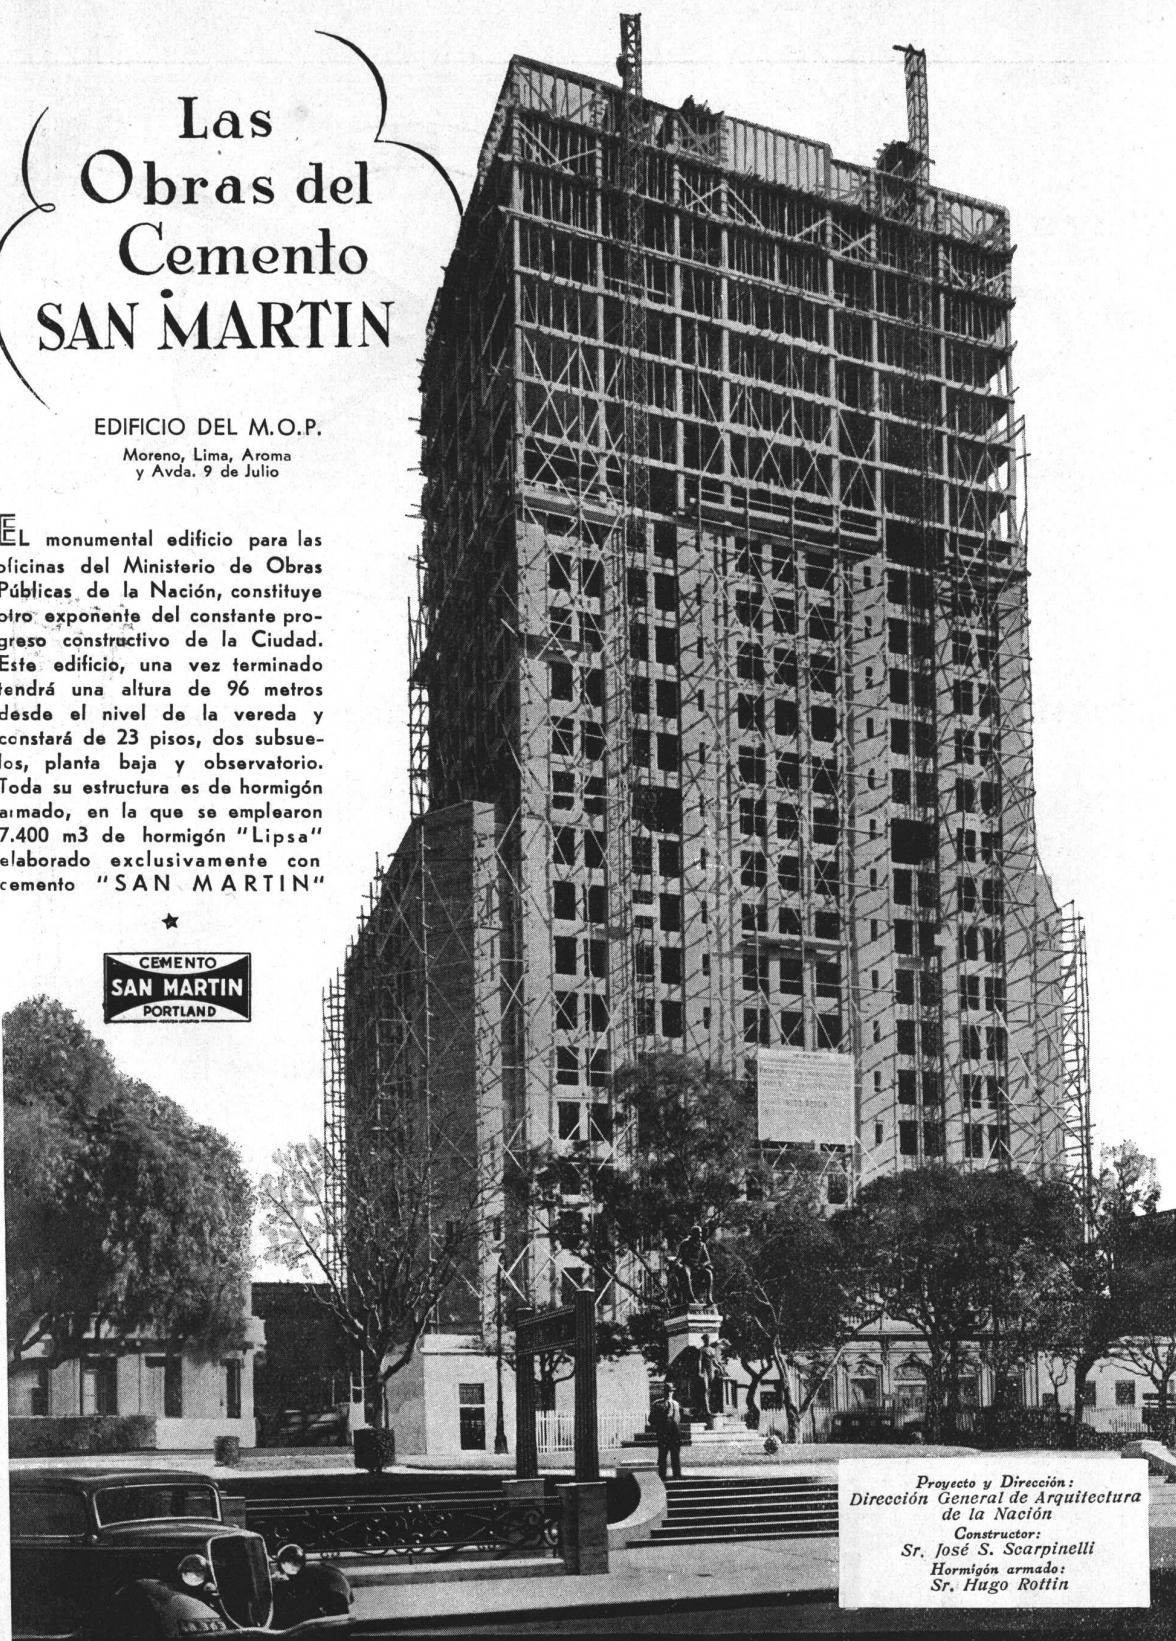 Las
Obras del
Cemento
SAN MARTIN
EDIFICIO DEL M.O.P.
Moreno, Lima, Aroma
y Avda. 9 de Julio
EL monumental edificio para las
oficinas del Ministerio de Obras
Públicas de la Nación, constituye
otro exponente del constante pro-
greso constructivo de la Ciudad.
Este edificio, una vez terminado
tendrá una altura de 96 metros
desde el nivel de la vereda y
constará de 23 pisos, dos subsue-
los, planta baja y observatorio.
Toda su estructura es de hormigón
armado, en la que se emplearon
7.400 m3 de hormigón "Lipsa"
elaborado exclusivamente con
cemento "SAN MARTIN"
CEMENTO
SAN MARTIN
PORTLAND
Proyecto y Dirección:
Dirección General de Arquitectura
de la Nación
Constructor:
Sr. José S. Scarpinelli
Hormigón armado:
Sr. Hugo Rottin